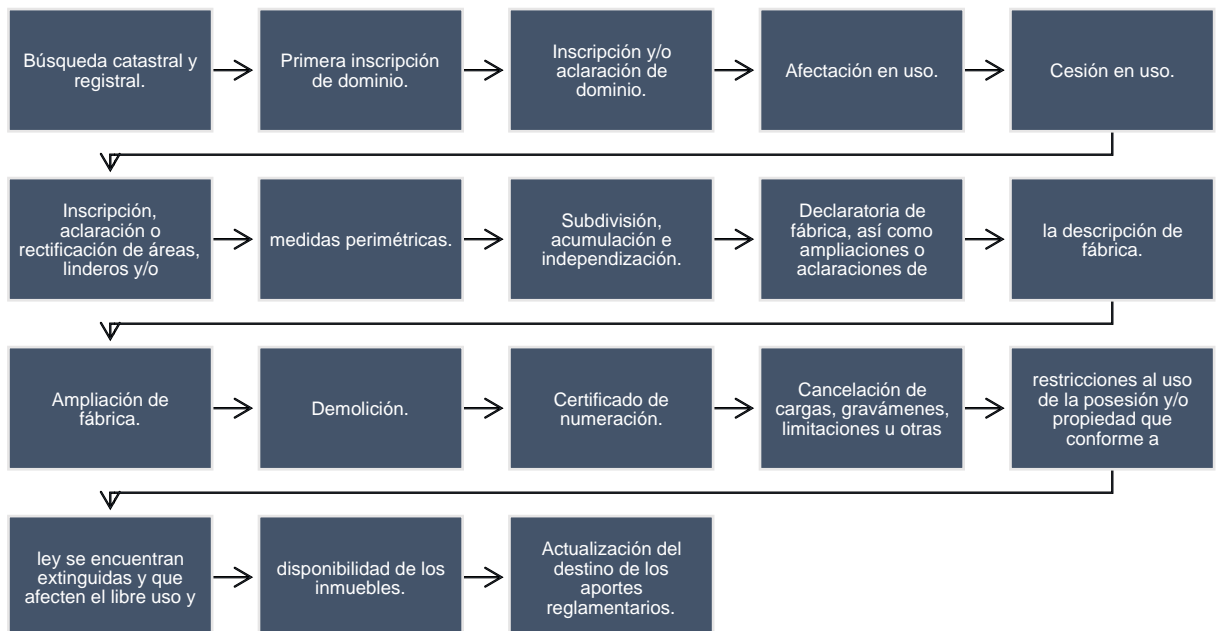 Búsqueda catastral y
registral.
Primera inscripción
de dominio.
Inscripción y/o
aclaración de
dominio.
Afectación en uso.
Cesión en uso.
Inscripción,
aclaración o
rectificación de áreas,
linderos y/o
medidas perimétricas.
Subdivisión,
acumulación e
independización.
Declaratoria de
fábrica, así como
ampliaciones o
aclaraciones de
la descripción de
fábrica.
Ampliación de
fábrica.
Demolición.
Certificado de
numeración.
Cancelación de
cargas, gravámenes,
limitaciones u otras
restricciones al uso
de la posesión y/o
propiedad que
conforme a
ley se encuentran
extinguidas y que
afecten el libre uso y
disponibilidad de los
inmuebles.
Actualización del
destino de los
aportes
reglamentarios.